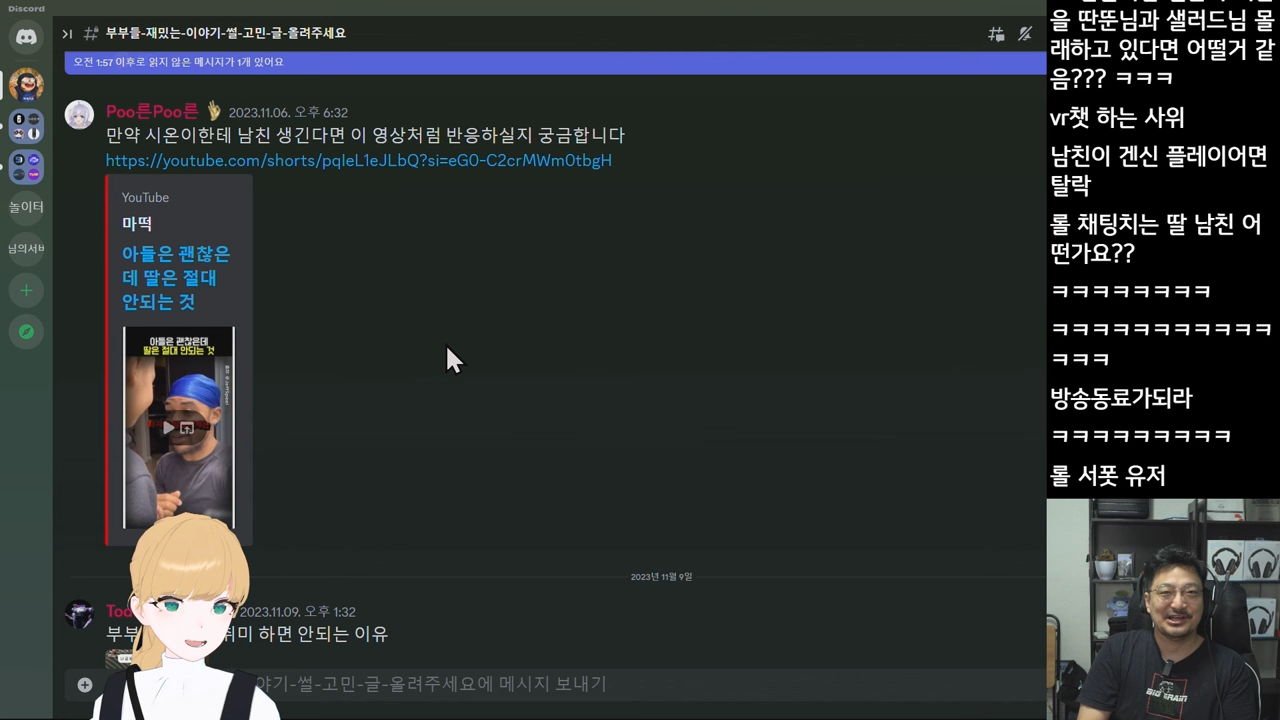 Discord
부부들-재밌는-이야기-썰-고민-글-올려주세요
오전 1:57 이후로 읽지 않은 메시지가 1개 있어요
Poo른Poo른 2023.11.06. 오후 6:32
만약 시온이한테 남친 생긴다면 이 영상처럼 반응하실지 궁금합니다
https://youtube.com/shorts/pqIeL1eJLbQ?si=eG0-C2crMWm0tbgH
YouTube
마떡
아들은 괜찮은
데 딸은 절대
안되는 것
아들은 괜찮은데
딸은 절대 안되는 것
놀이터
님의서버
2023년 11월 9일
2023.11.09. 오후 1:32
하면 안되는 이유
야기-썰-고민-글-올려주세요에 메시지 보내기
을 딴뚠님과 샐러드님 몰
래하고 있다면 어떨거 같
음??? ㅋㅋㅋ
vr챗 하는 사위
남친이 겐신 플레이어면
탈락
롤 채팅치는 딸 남친 어
떤가요??
ㅋㅋㅋㅋㅋㅋㅋㅋ
ㅋㅋㅋㅋㅋㅋㅋㅋㅋㅋㅋ
ㅋㅋㅋ
방송동료가되라
ㅋㅋㅋㅋㅋㅋㅋㅋㅋ
롤 서폿 유저